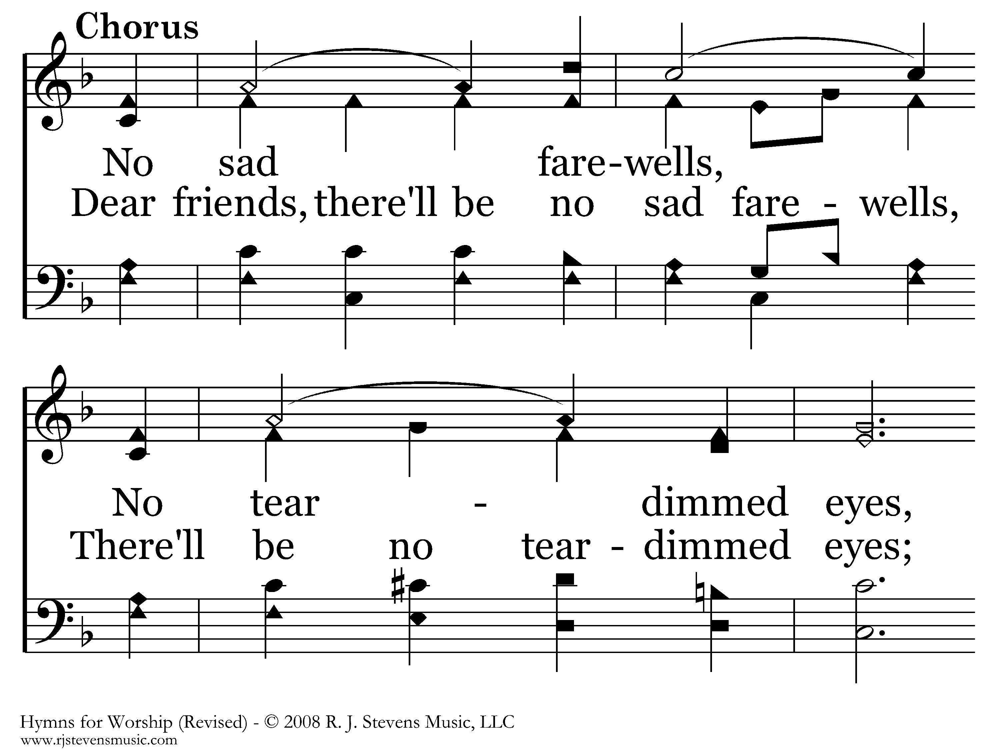 Chorus
No sad fare-wells,
Dear friends, there'll be no sad fare - wells,
No tear - dimmed eyes,
There'll be no tear - dimmed eyes;
Hymns for Worship (Revised) - © 2008 R. J. Stevens Music, LLC
www.rjstevensmusic.com